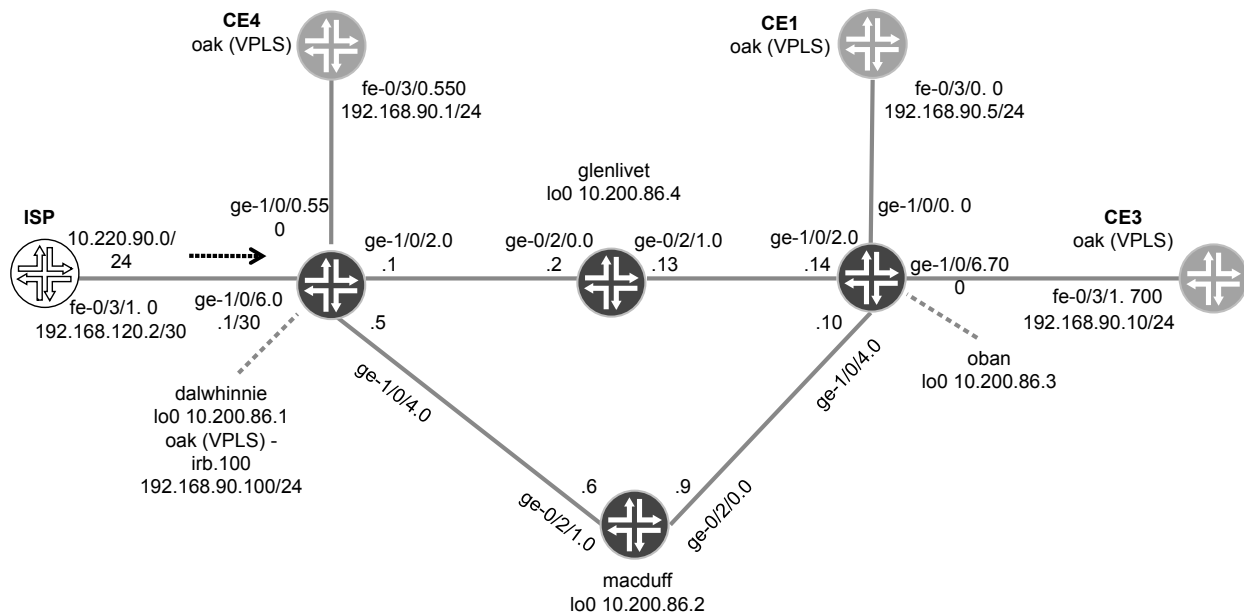 CE4
oak (VPLS)
fe-0/3/0.550
192.168.90.1/24
CE1
oak (VPLS)
fe-0/3/0. 0
192.168.90.5/24
glenlivet
lo0 10.200.86.4
ISP
10.220.90.0/
24
ge-1/0/0.55
0
ge-1/0/2.0
.1
ge-0/2/0.0
.2
ge-0/2/1.0
.13
ge-1/0/2.0
.14
ge-1/0/0. 0
CE3
oak (VPLS)
ge-1/0/6.70
0
fe-0/3/1. 0
192.168.120.2/30
ge-1/0/6.0
.1/30
.5
.10
fe-0/3/1. 700
192.168.90.10/24
oban
lo0 10.200.86.3
dalwhinnie
lo0 10.200.86.1
oak (VPLS) -
irb.100
192.168.90.100/24
ge-1/0/4.0
ge-1/0/4.0
.6
.9
ge-0/2/1.0
ge-0/2/0.0
macduff
lo0 10.200.86.2